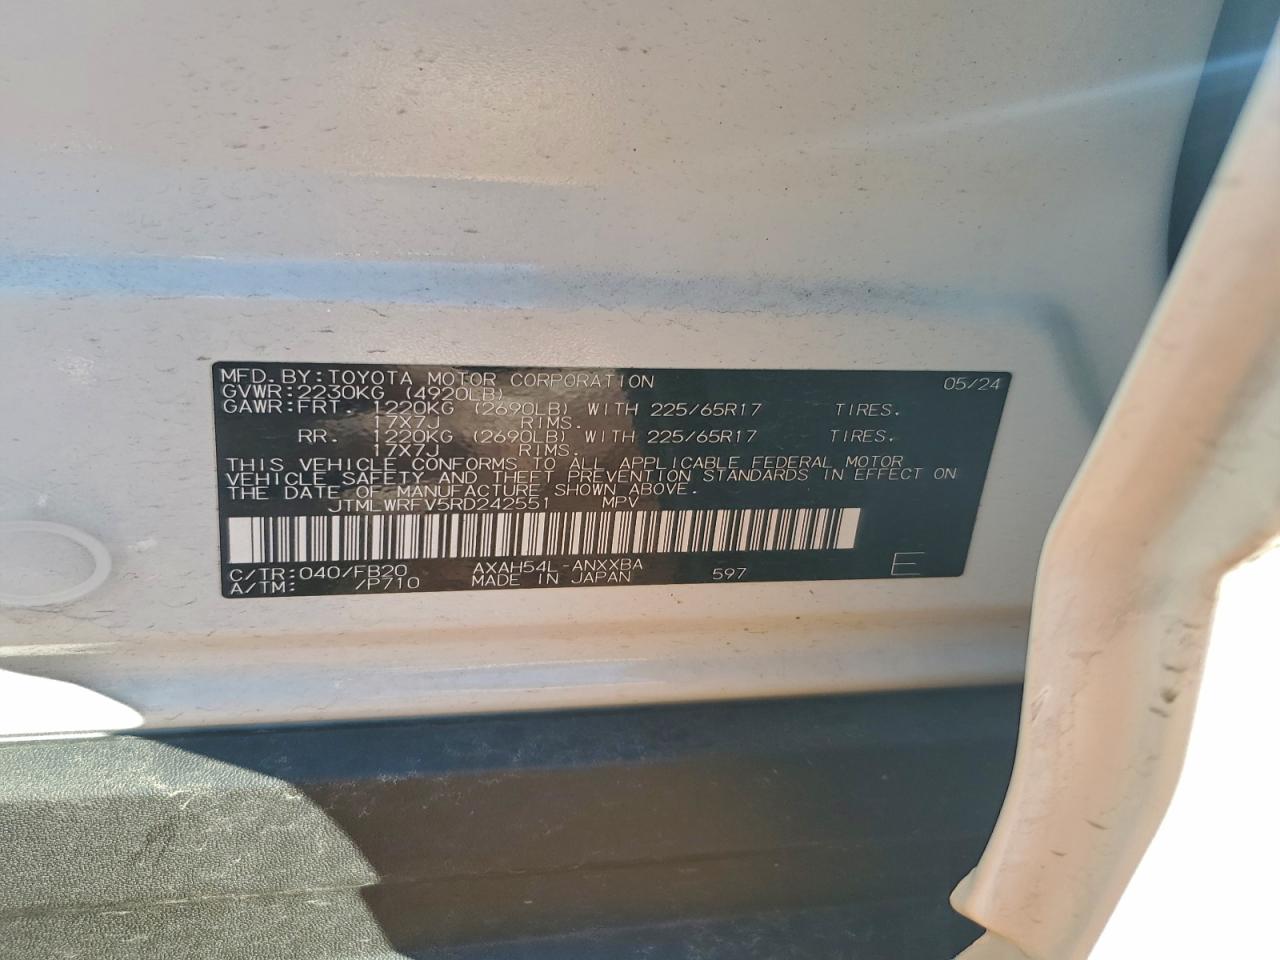 MFD.BY:TOYOTA MOTOR CORPORATION 05/24
GVWR:2230KG (4920LB)
GAWR:FRT. 1220KG (2690LB) WITH 225/65R17 TIRES.
17X7J RIMS.
RR. 1220KG (2690LB) WITH 225/65R17 TIRES.
17X7J RIMS.
THIS VEHICLE CONFORMS TO ALL APPLICABLE FEDERAL MOTOR
VEHICLE SAFETY AND THEFT PREVENTION STANDARDS IN EFFECT ON
THE DATE OF MANUFACTURE SHOWN ABOVE.
JTMLWRFV5RD242551 MPV
C/TR:040/FB20 AXAH54L-ANXXBA 597 E
A/TM: /P710 MADE IN JAPAN